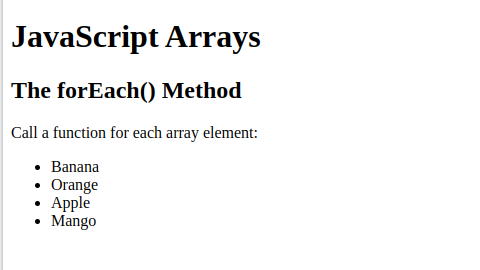 JavaScript Arrays
The forEach() Method
Call a function for each array element:
Banana
Orange
Apple
Mango